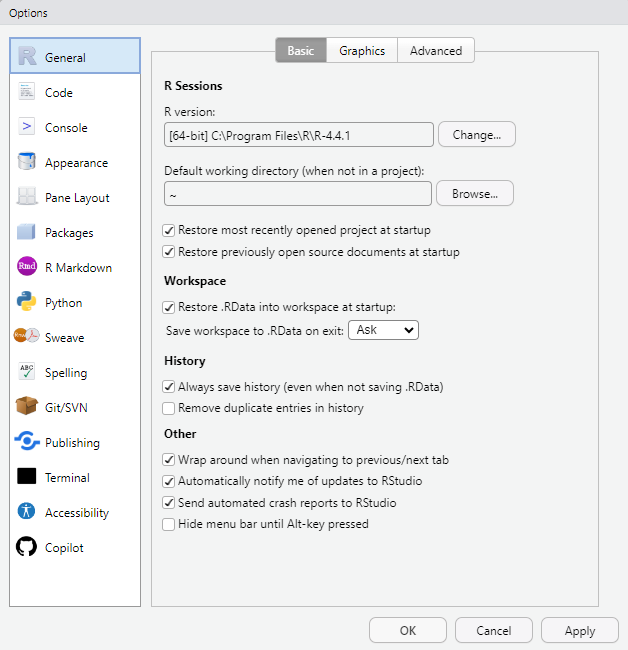 Options
General
Code
Console
Appearance
Pane Layout
Packages
Rmd
R Markdown
Python
Sweave
ABC
Spelling
Git/SVN
Publishing
Terminal
Accessibility
Copilot
Basic Graphics Advanced
R Sessions
R version:
[64-bit] C:\Program Files\R\R-4.4.1 Change...
Default working directory (when not in a project):
~ Browse...
Restore most recently opened project at startup
Restore previously open source documents at startup
Workspace
Restore .RData into workspace at startup:
Save workspace to .RData on exit: Ask
History
Always save history (even when not saving .RData)
Remove duplicate entries in history
Other
Wrap around when navigating to previous/next tab
Automatically notify me of updates to RStudio
Send automated crash reports to RStudio
Hide menu bar until Alt-key pressed
OK Cancel Apply